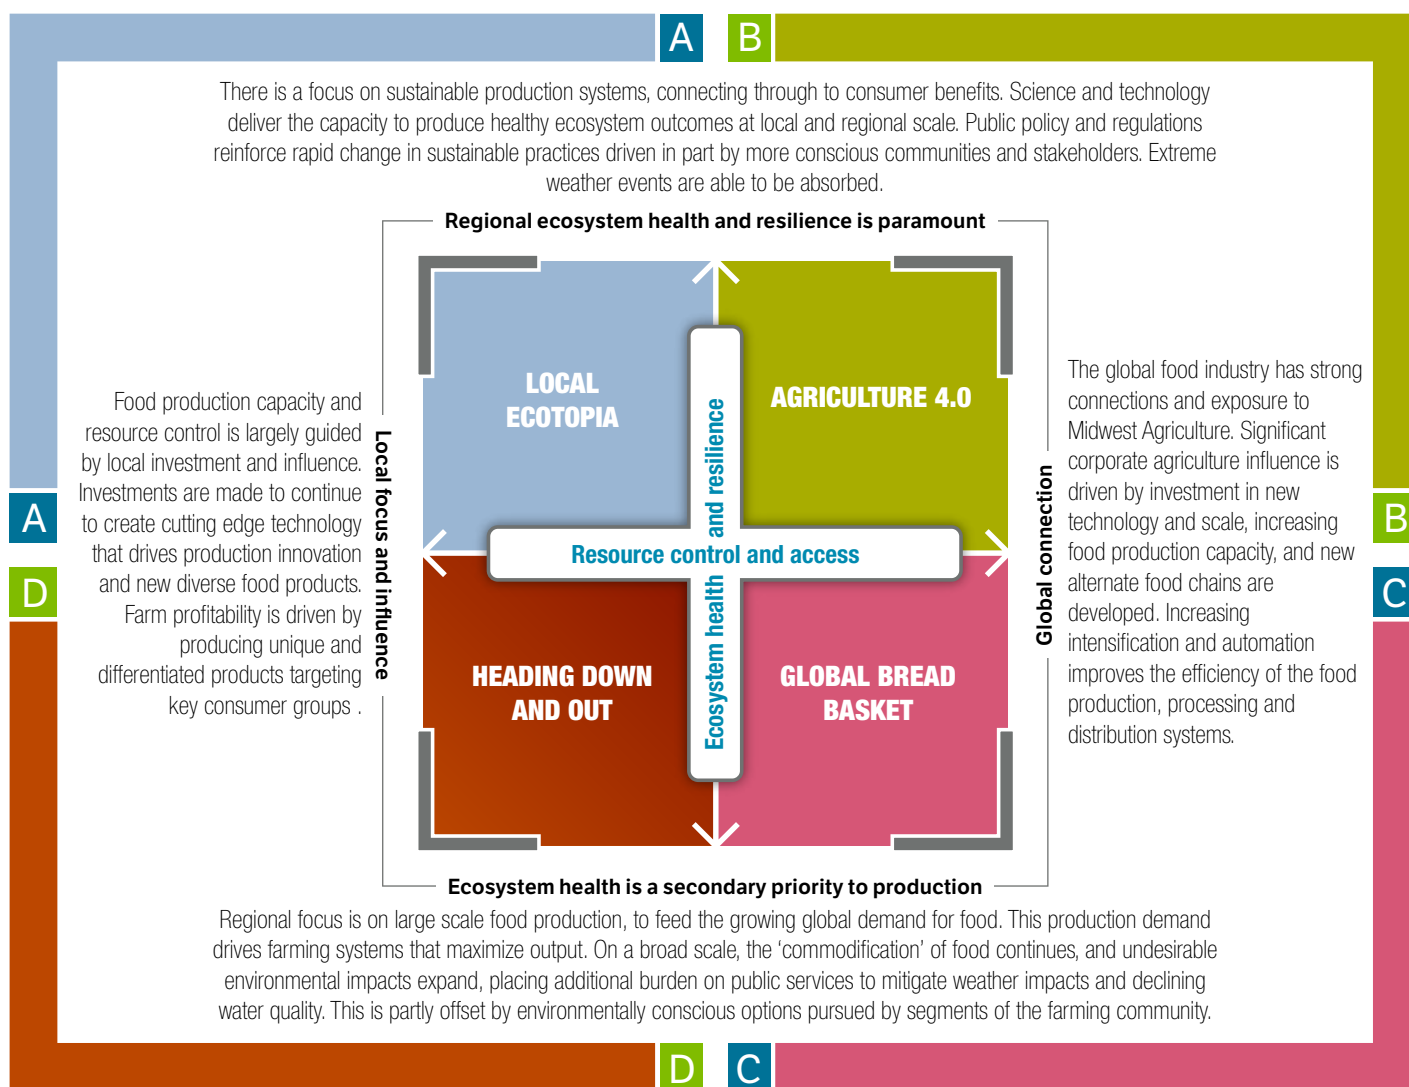 A B
There is a focus on sustainable production systems, connecting through to consumer benefits. Science and technology
deliver the capacity to produce healthy ecosystem outcomes at local and regional scale. Public policy and regulations
reinforce rapid change in sustainable practices driven in part by more conscious communities and stakeholders. Extreme
weather events are able to be absorbed.
Regional ecosystem health and resilience is paramount
Food production capacity and
resource control is largely guided
by local investment and influence.
Investments are made to continue
to create cutting edge technology
that drives production innovation
and new diverse food products.
Farm profitability is driven by
producing unique and
differentiated products targeting
key consumer groups .
A
D
Local focus and influence
LOCAL
ECOTOPIA
AGRICULTURE 4.0
Ecosystem health and resilience
Resource control and access
HEADING DOWN
AND OUT
GLOBAL BREAD
BASKET
Global connection
The global food industry has strong
connections and exposure to
Midwest Agriculture. Significant
corporate agriculture influence is
driven by investment in new
technology and scale, increasing
food production capacity, and new
alternate food chains are
developed. Increasing
intensification and automation
improves the efficiency of the food
production, processing and
distribution systems.
B
C
Ecosystem health is a secondary priority to production
Regional focus is on large scale food production, to feed the growing global demand for food. This production demand
drives farming systems that maximize output. On a broad scale, the ‘commodification’ of food continues, and undesirable
environmental impacts expand, placing additional burden on public services to mitigate weather impacts and declining
water quality. This is partly offset by environmentally conscious options pursued by segments of the farming community.
D C